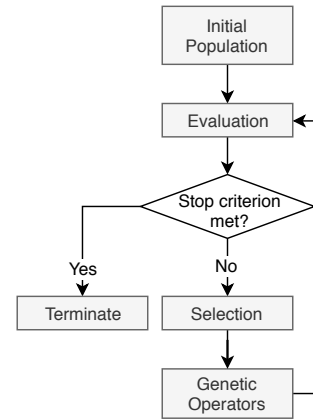 Initial
Population
Evaluation
Stop criterion
met?
Yes
No
Terminate
Selection
Genetic
Operators